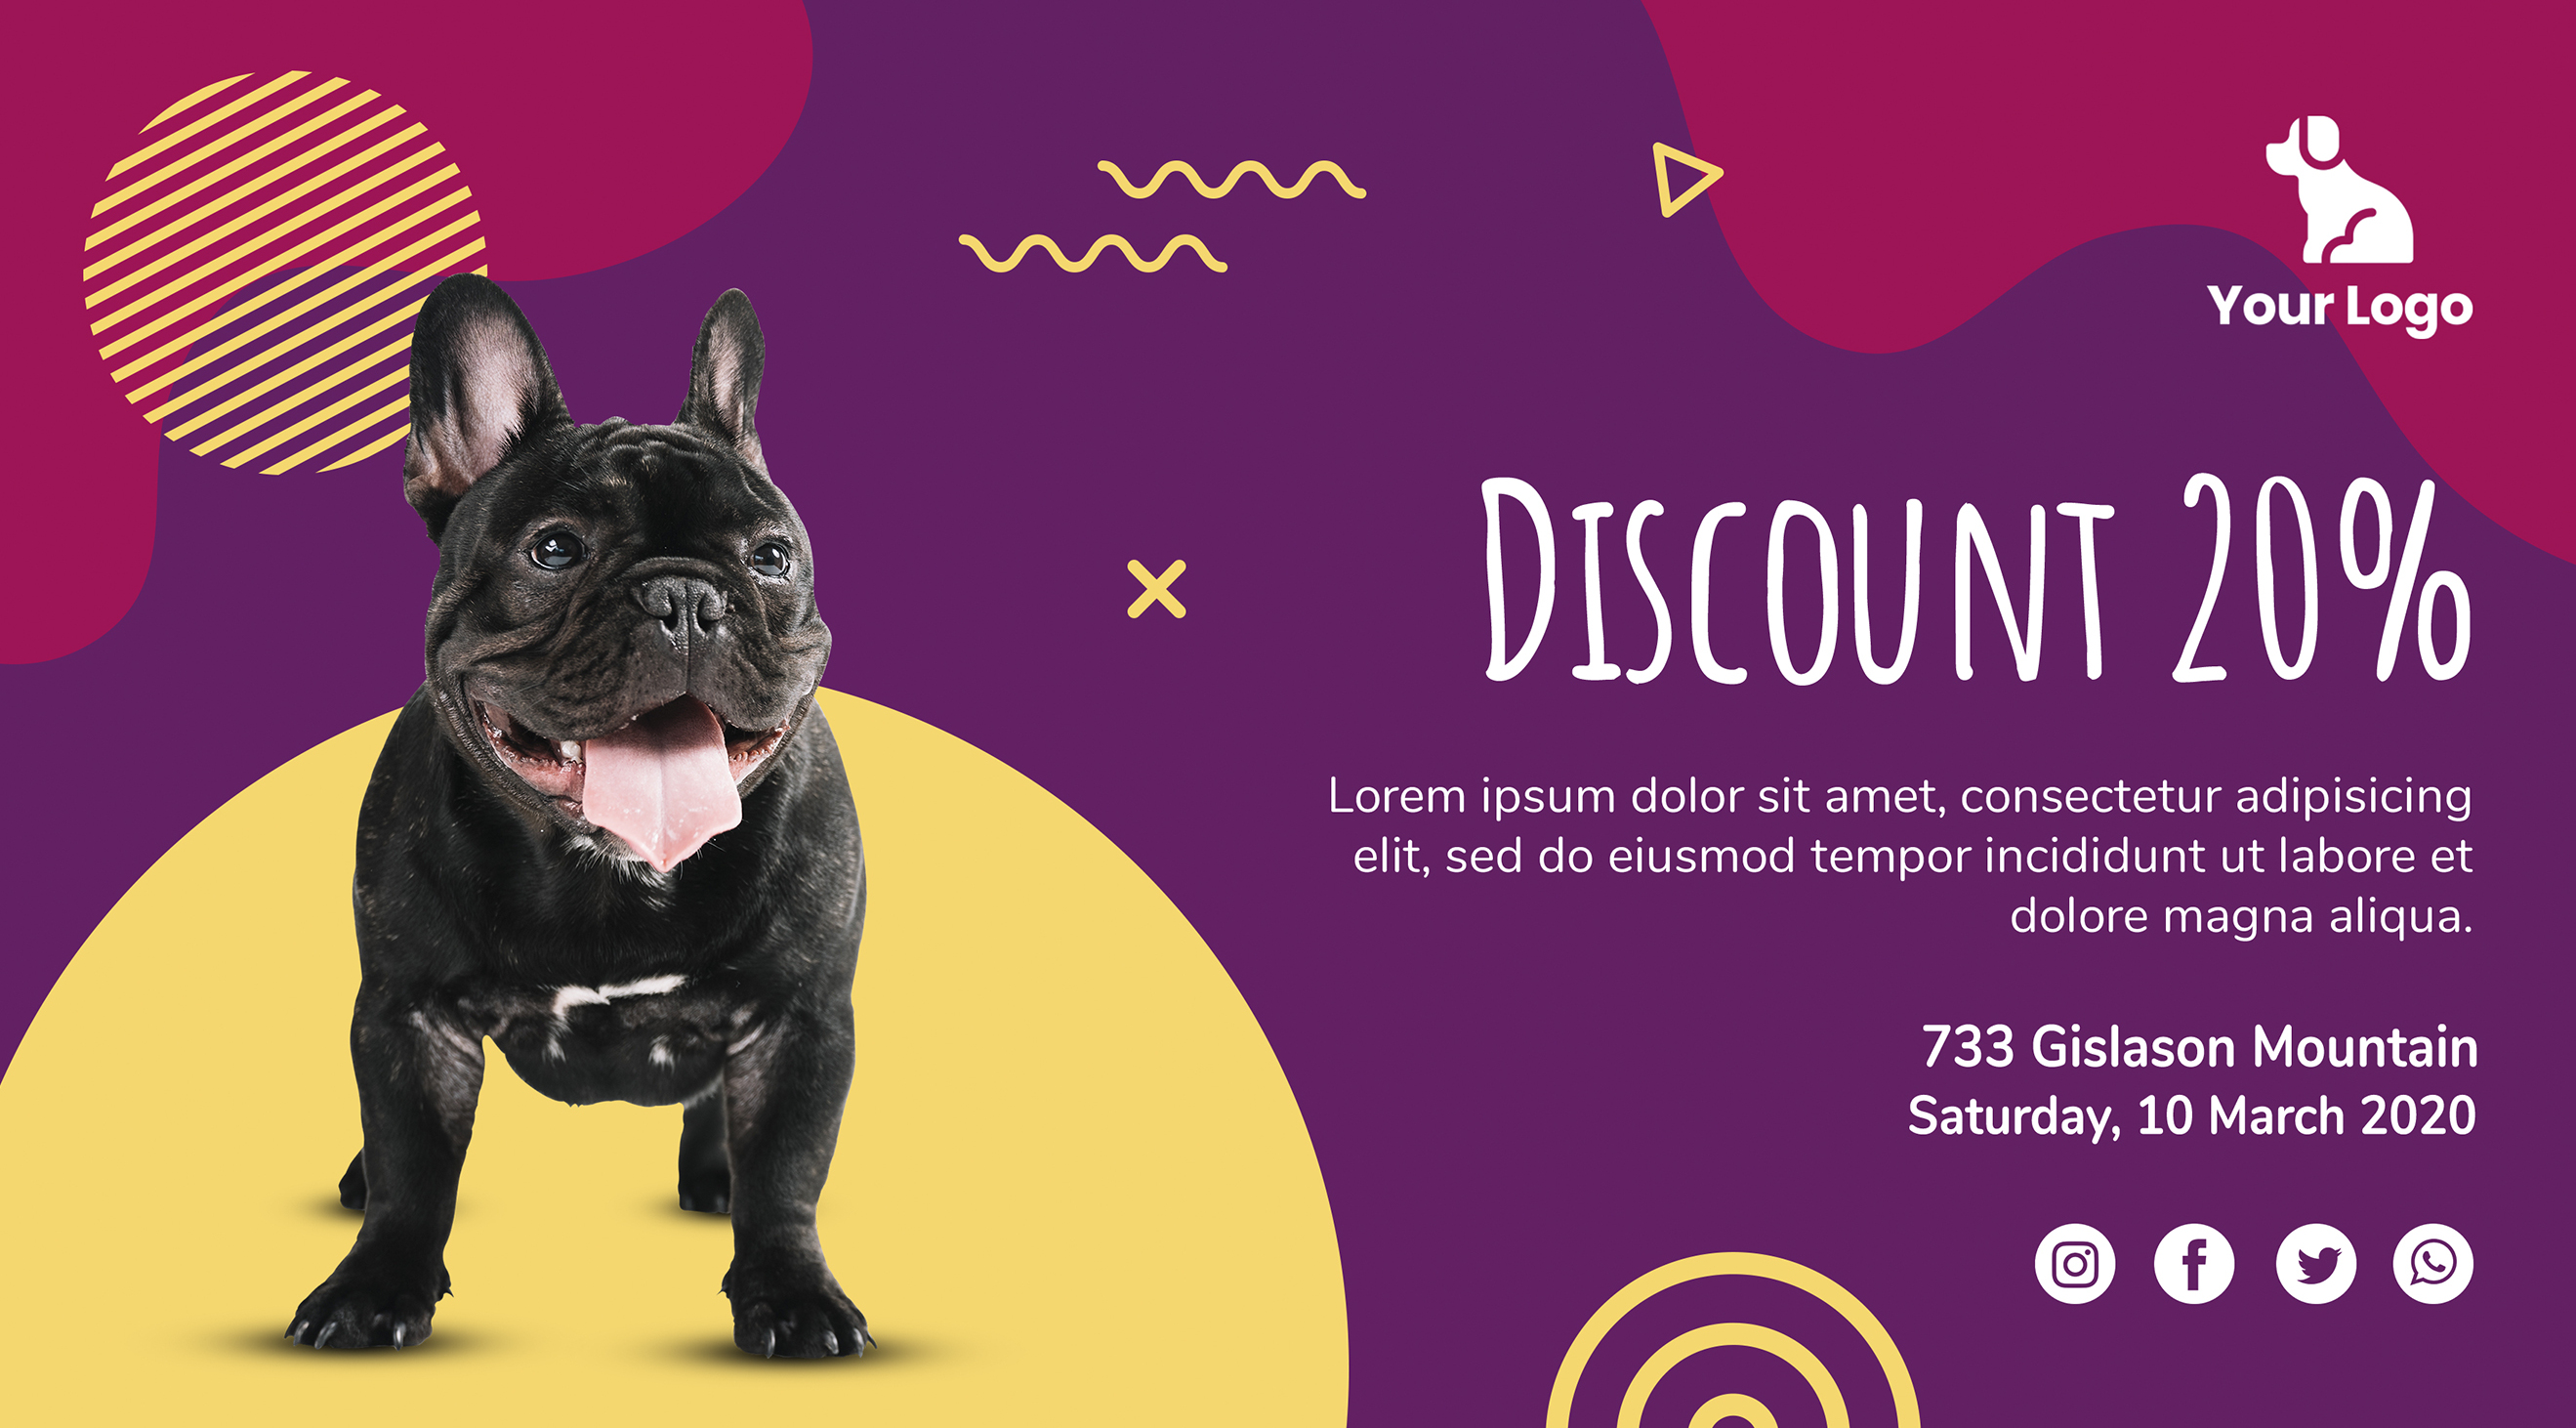 Your Logo
Discount 20%
Lorem ipsum dolor sit amet, consectetur adipisicing
elit, sed do eiusmod tempor incididunt ut labore et
dolore magna aliqua.
733 Gislason Mountain
Saturday, 10 March 2020